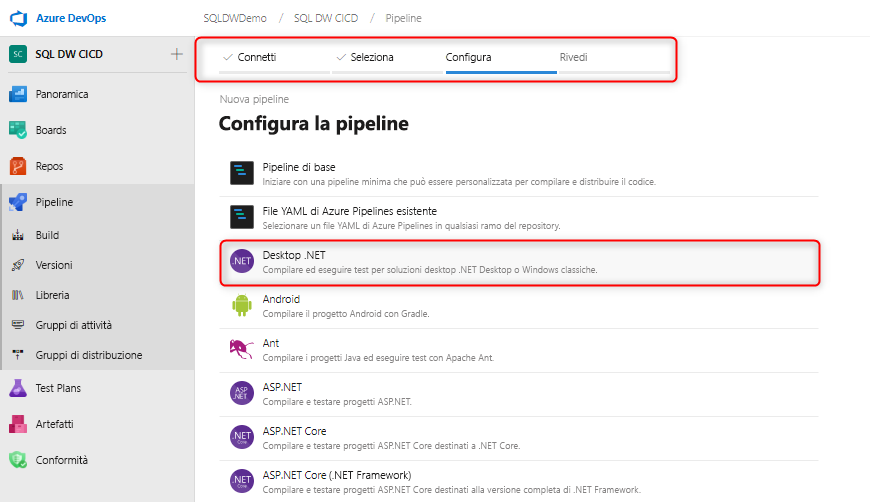 Azure DevOps
SQLDWDemo / SQL DW CICD / Pipeline
SC SQL DW CICD +
Connetti Seleziona Configura Rivedi
Panoramica
Boards
Repos
Pipeline
Build
Versioni
Libreria
Gruppi di attività
Gruppi di distribuzione
Test Plans
Artefatti
Conformità
Nuova pipeline
Configura la pipeline
Pipeline di base
Iniziare con una pipeline minima che può essere personalizzata per compilare e distribuire il codice.
File YAML di Azure Pipelines esistente
Selezionare un file YAML di Azure Pipelines in qualsiasi ramo del repository.
.NET
Desktop .NET
Compilare ed eseguire test per soluzioni desktop .NET Desktop o Windows classiche.
Android
Compilare il progetto Android con Gradle.
Ant
Compilare i progetti Java ed eseguire test con Apache Ant.
ASP
.NET
ASP.NET
Compilare e testare progetti ASP.NET.
.NET
Core
ASP.NET Core
Compilare e testare progetti ASP.NET Core destinati a .NET Core.
.NET
Core
ASP.NET Core (.NET Framework)
Compilare e testare progetti ASP.NET Core destinati alla versione completa di .NET Framework.